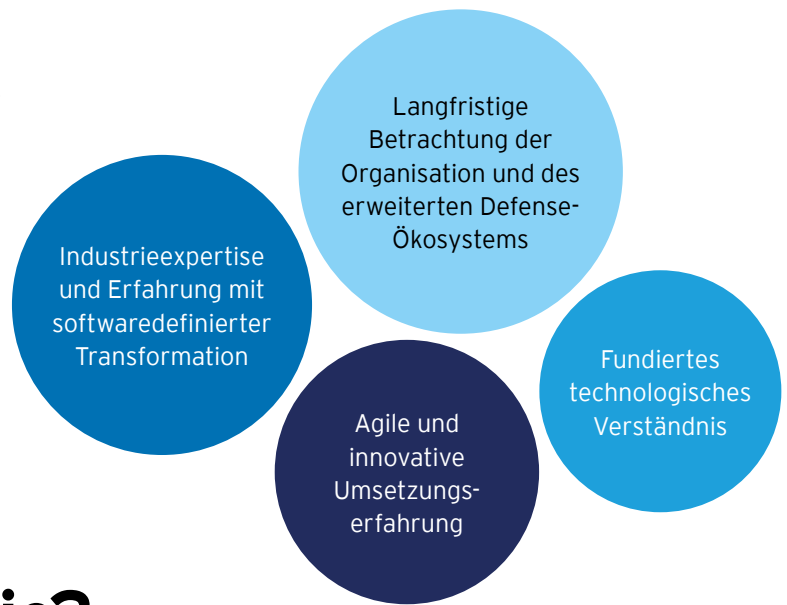 Langfristige
Betrachtung der
Organisation und des
erweiterten Defense-
Ökosystems
Industrieexpertise
und Erfahrung mit
softwaredefinierter
Transformation
Fundiertes
technologisches
Verständnis
Agile und
innovative
Umsetzungs-
erfahrung